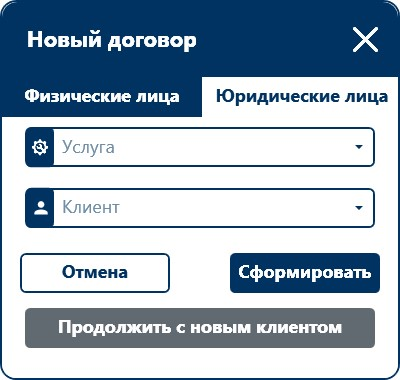 Новый договор
Физические лица
Юридические лица
Услуга
Клиент
Отмена
Сформировать
Продолжить с новым клиентом